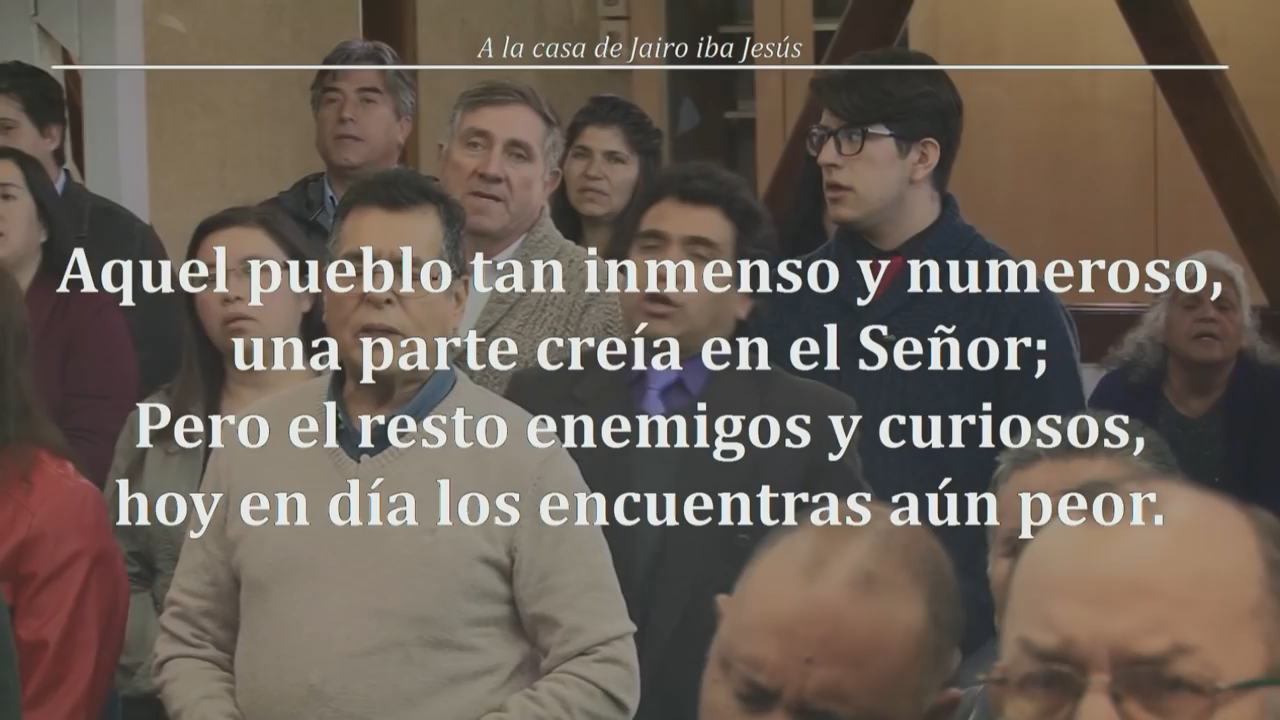 A la casa de Jairo iba Jesús
Aquel pueblo tan inmenso y numeroso,
una parte creía en el Señor;
Pero el resto enemigos y curiosos,
hoy en día los encuentras aún peor.